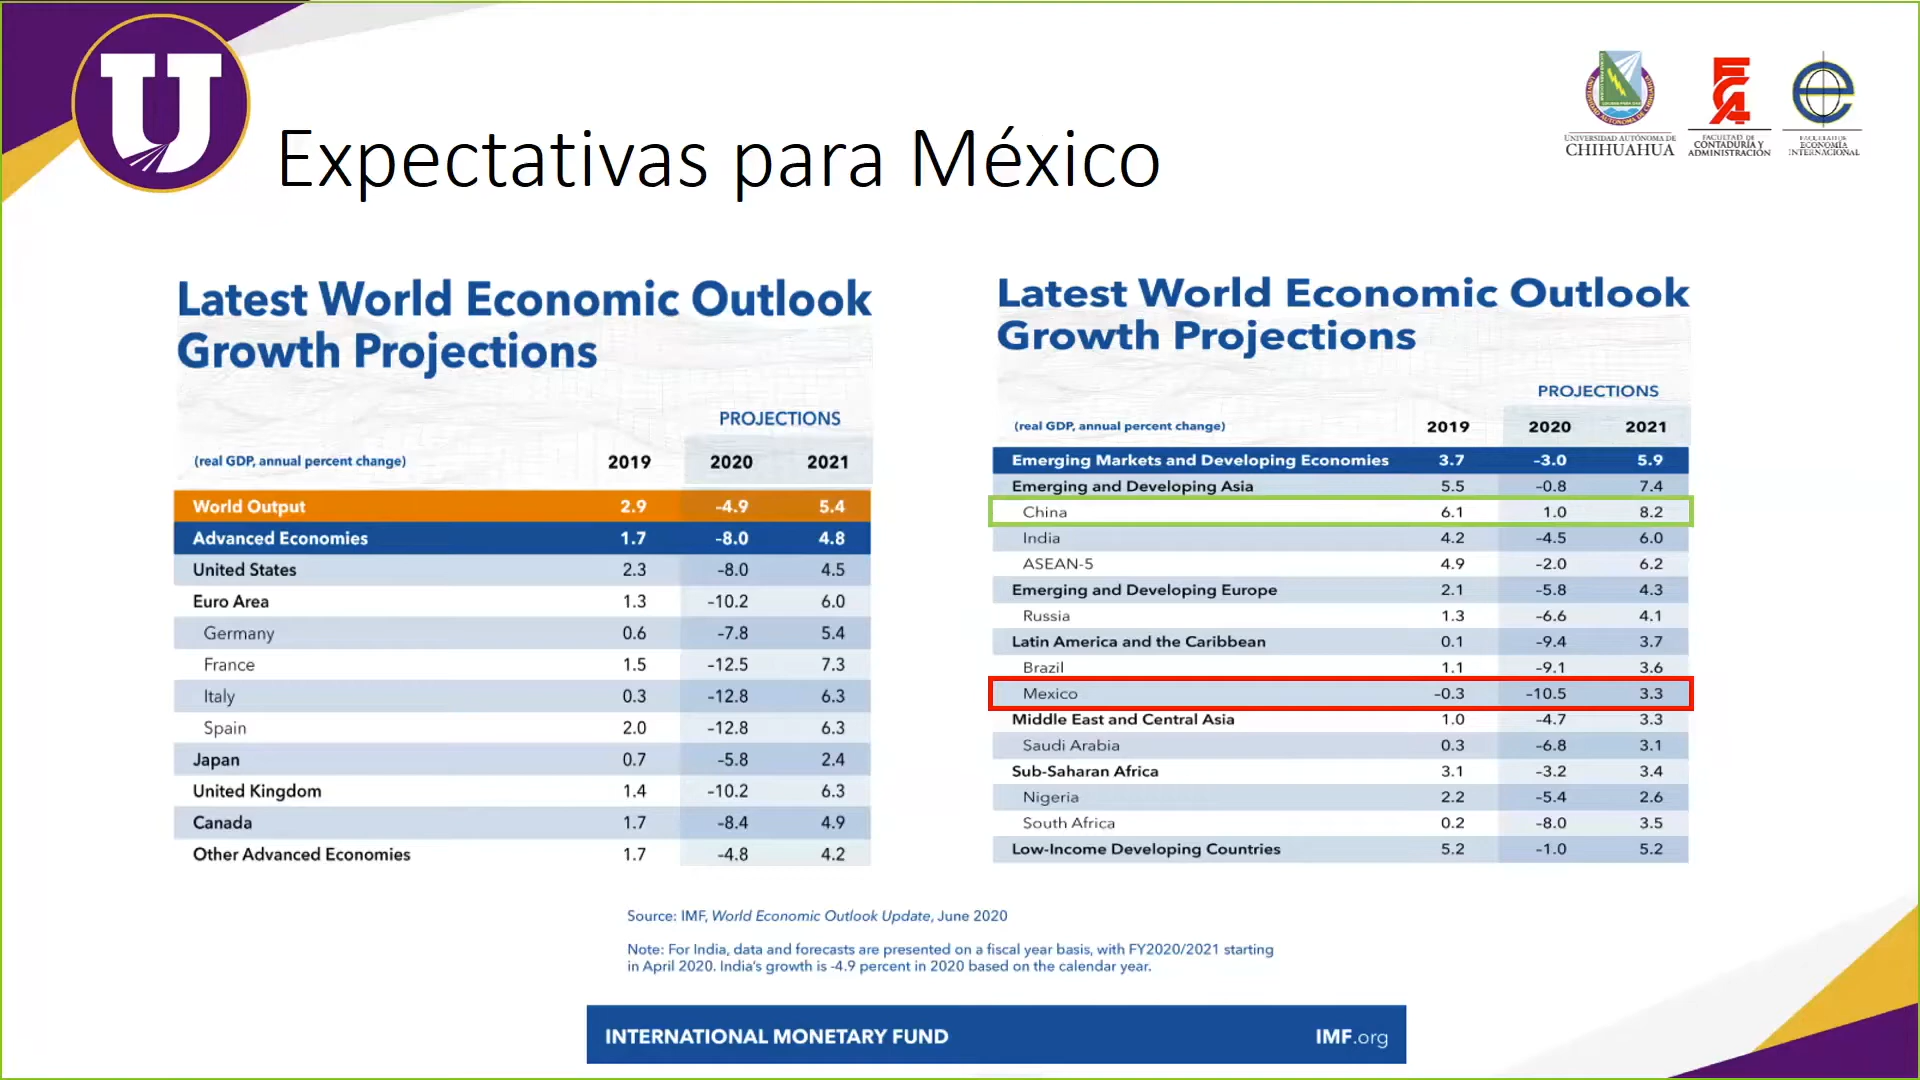 U
UNIVERSIDAD AUTÓNOMA DE
CHIHUAHUA
FACULTAD DE
CONTADURÍA Y
ADMINISTRACIÓN
FACULTAD DE
ECONOMÍA
INTERNACIONAL
Expectativas para México
Latest World Economic Outlook
Growth Projections
PROJECTIONS
(real GDP, annual percent change) 2019 2020 2021
World Output 2.9 -4.9 5.4
Advanced Economies 1.7 -8.0 4.8
United States 2.3 -8.0 4.5
Euro Area 1.3 -10.2 6.0
Germany 0.6 -7.8 5.4
France 1.5 -12.5 7.3
Italy 0.3 -12.8 6.3
Spain 2.0 -12.8 6.3
Japan 0.7 -5.8 2.4
United Kingdom 1.4 -10.2 6.3
Canada 1.7 -8.4 4.9
Other Advanced Economies 1.7 -4.8 4.2
Latest World Economic Outlook
Growth Projections
PROJECTIONS
(real GDP, annual percent change) 2019 2020 2021
Emerging Markets and Developing Economies 3.7 -3.0 5.9
Emerging and Developing Asia 5.5 -0.8 7.4
China 6.1 1.0 8.2
India 4.2 -4.5 6.0
ASEAN-5 4.9 -2.0 6.2
Emerging and Developing Europe 2.1 -5.8 4.3
Russia 1.3 -6.6 4.1
Latin America and the Caribbean 0.1 -9.4 3.7
Brazil 1.1 -9.1 3.6
Mexico -0.3 -10.5 3.3
Middle East and Central Asia 1.0 -4.7 3.3
Saudi Arabia 0.3 -6.8 3.1
Sub-Saharan Africa 3.1 -3.2 3.4
Nigeria 2.2 -5.4 2.6
South Africa 0.2 -8.0 3.5
Low-Income Developing Countries 5.2 -1.0 5.2
Source: IMF, World Economic Outlook Update, June 2020
Note: For India, data and forecasts are presented on a fiscal year basis, with FY2020/2021 starting
in April 2020. India's growth is -4.9 percent in 2020 based on the calendar year.
INTERNATIONAL MONETARY FUND IMF.org